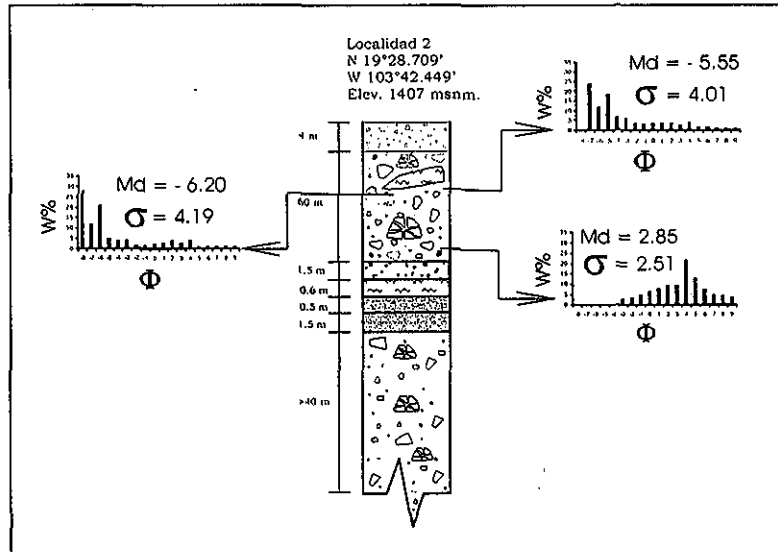 Localidad 2
N 19°28.709'
W 103°42.449'
Elev. 1407 msnm.
Md = - 5.55
σ = 4.01
W%
Φ
Md = - 6.20
σ = 4.19
W%
Φ
Md = 2.85
σ = 2.51
W%
Φ
60 m
1.5 m
0.6 m
0.5 m
1.5 m
>40 m